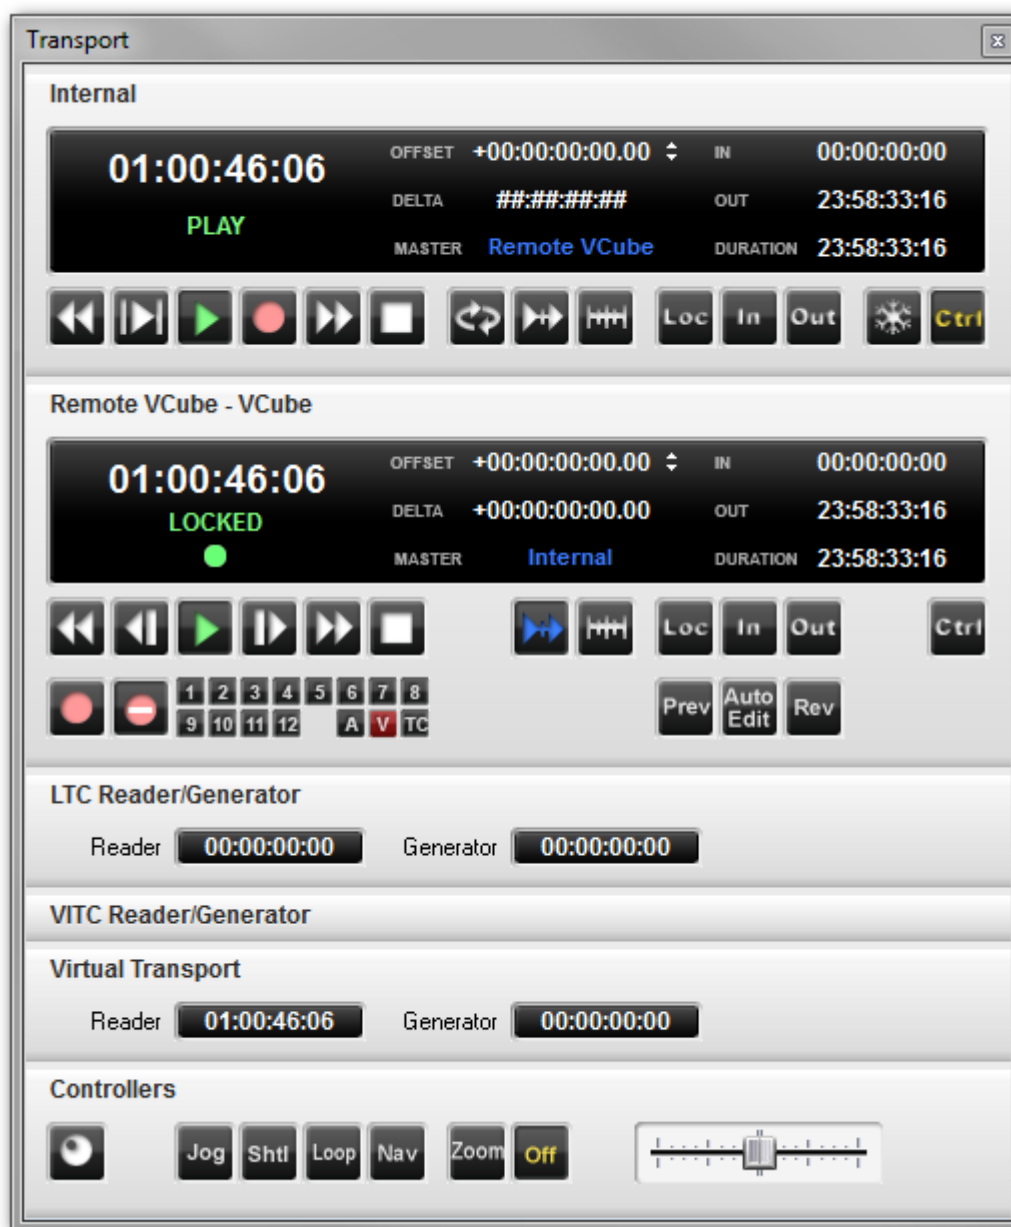 Transport
Internal
01:00:46:06 OFFSET +00:00:00:00.00 IN 00:00:00:00
PLAY DELTA ##:##:##:## OUT 23:58:33:16
MASTER Remote VCube DURATION 23:58:33:16
Loc In Out Ctrl
Remote VCube - VCube
01:00:46:06 OFFSET +00:00:00:00.00 IN 00:00:00:00
LOCKED DELTA +00:00:00:00.00 OUT 23:58:33:16
MASTER Internal DURATION 23:58:33:16
Loc In Out Ctrl
1 2 3 4 5 6 7 8
9 10 11 12 A V TC
Prev Auto Edit Rev
LTC Reader/Generator
Reader 00:00:00:00 Generator 00:00:00:00
VITC Reader/Generator
Virtual Transport
Reader 01:00:46:06 Generator 00:00:00:00
Controllers
Jog Shtl Loop Nav Zoom Off